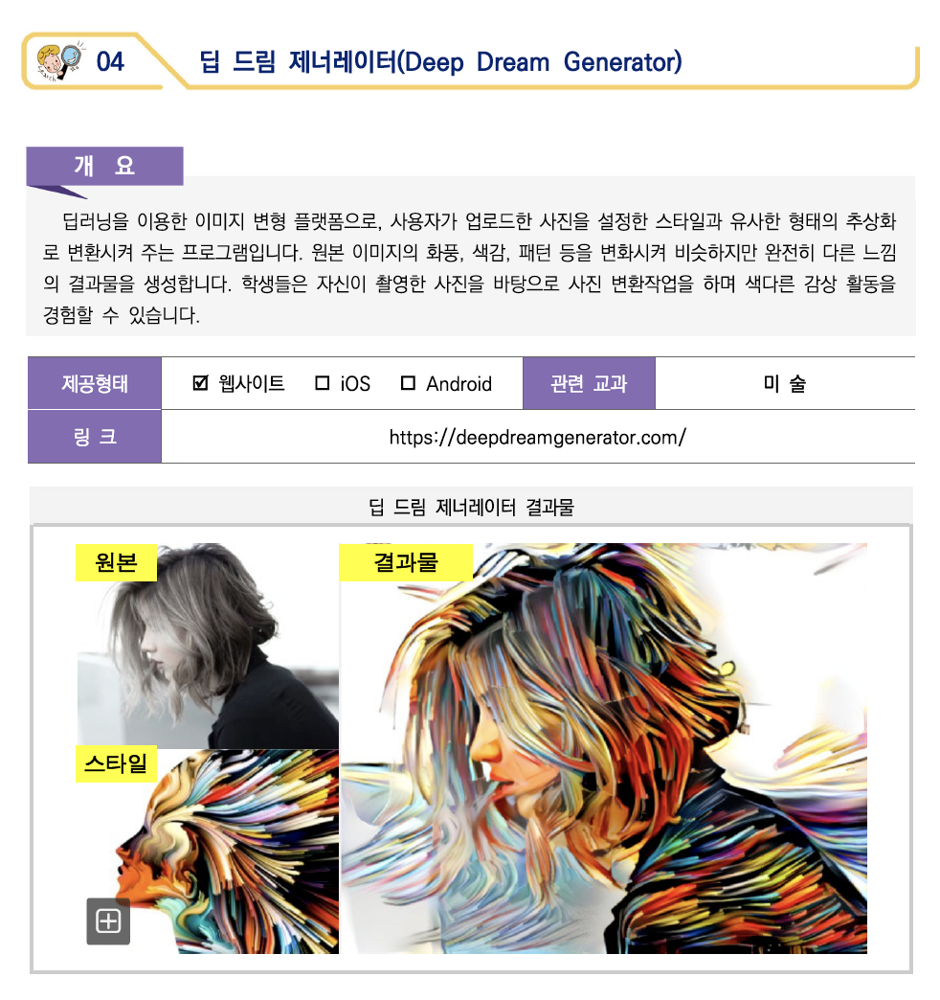 04 딥 드림 제너레이터(Deep Dream Generator)
개 요
딥러닝을 이용한 이미지 변형 플랫폼으로, 사용자가 업로드한 사진을 설정한 스타일과 유사한 형태의 추상화
로 변환시켜 주는 프로그램입니다. 원본 이미지의 화풍, 색감, 패턴 등을 변화시켜 비슷하지만 완전히 다른 느낌
의 결과물을 생성합니다. 학생들은 자신이 촬영한 사진을 바탕으로 사진 변환작업을 하며 색다른 감상 활동을
경험할 수 있습니다.
제공형태 ☑ 웹사이트 □ iOS □ Android 관련 교과 미 술
링 크 https://deepdreamgenerator.com/
딥 드림 제너레이터 결과물
원본 결과물
스타일